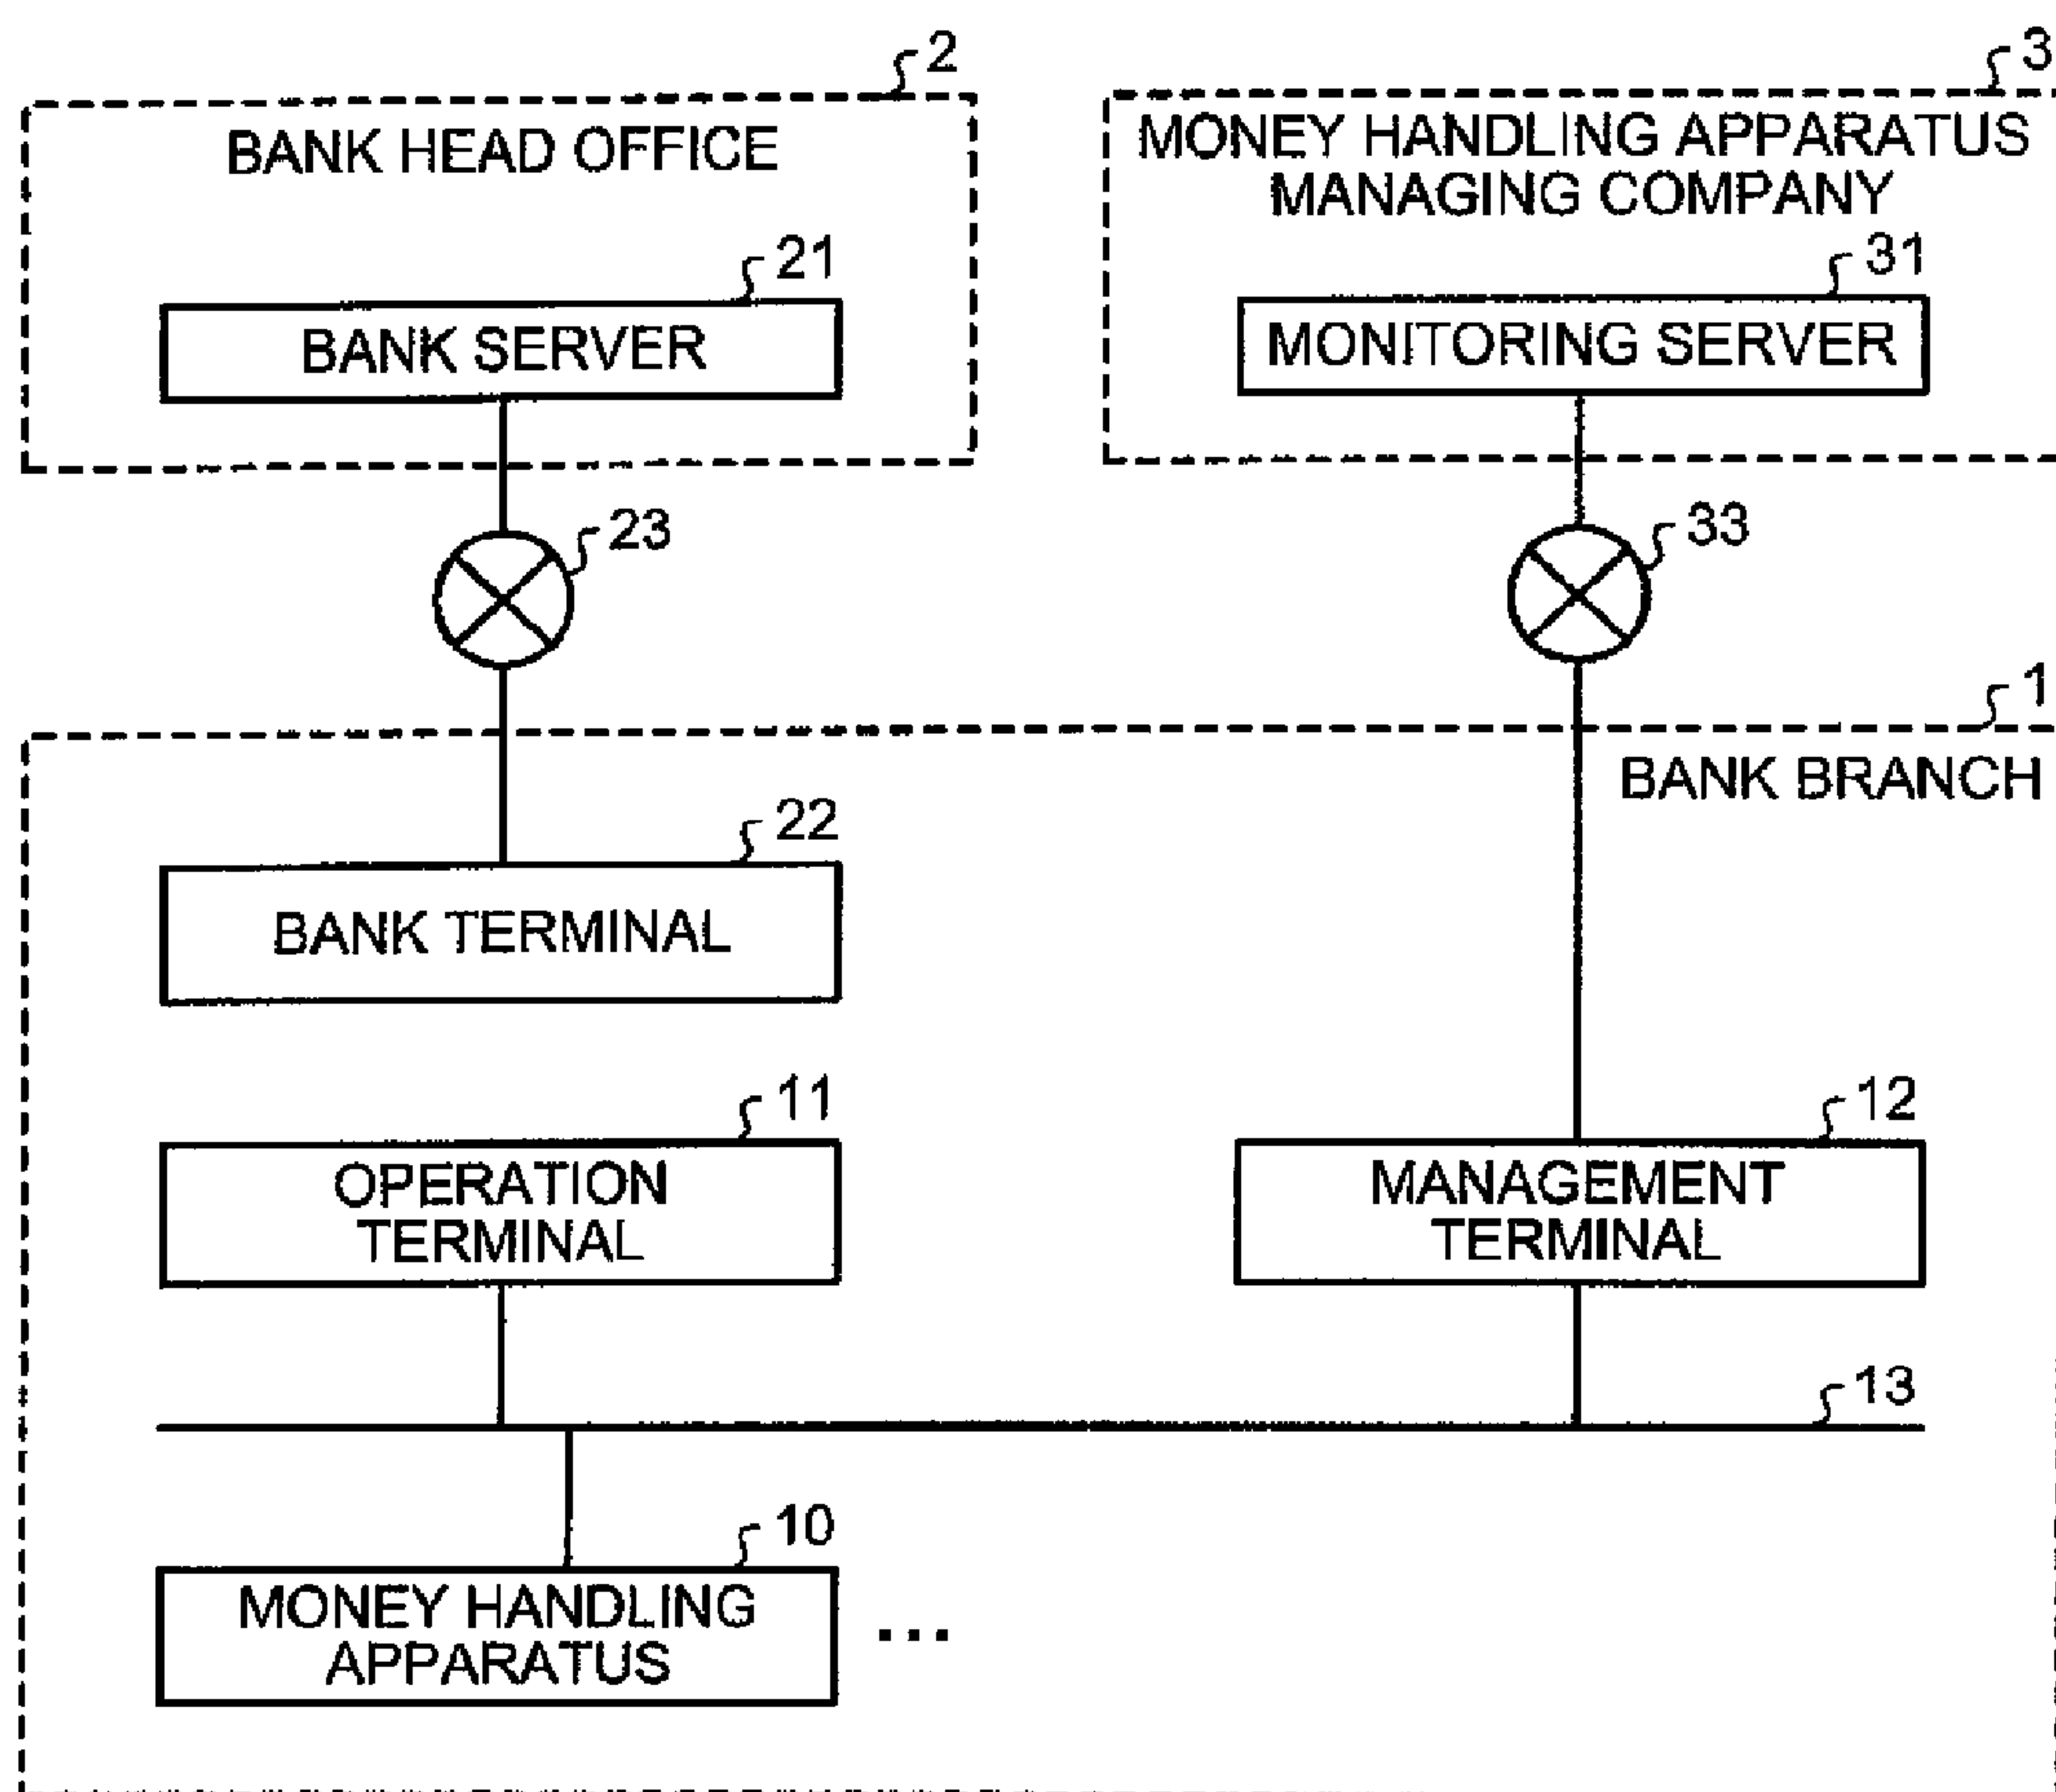 2
3
BANK HEAD OFFICE
MONEY HANDLING APPARATUS
MANAGING COMPANY
21
31
BANK SERVER
MONITORING SERVER
23
33
1
BANK BRANCH
22
BANK TERMINAL
11
12
OPERATION
TERMINAL
MANAGEMENT
TERMINAL
13
10
MONEY HANDLING
APPARATUS
...